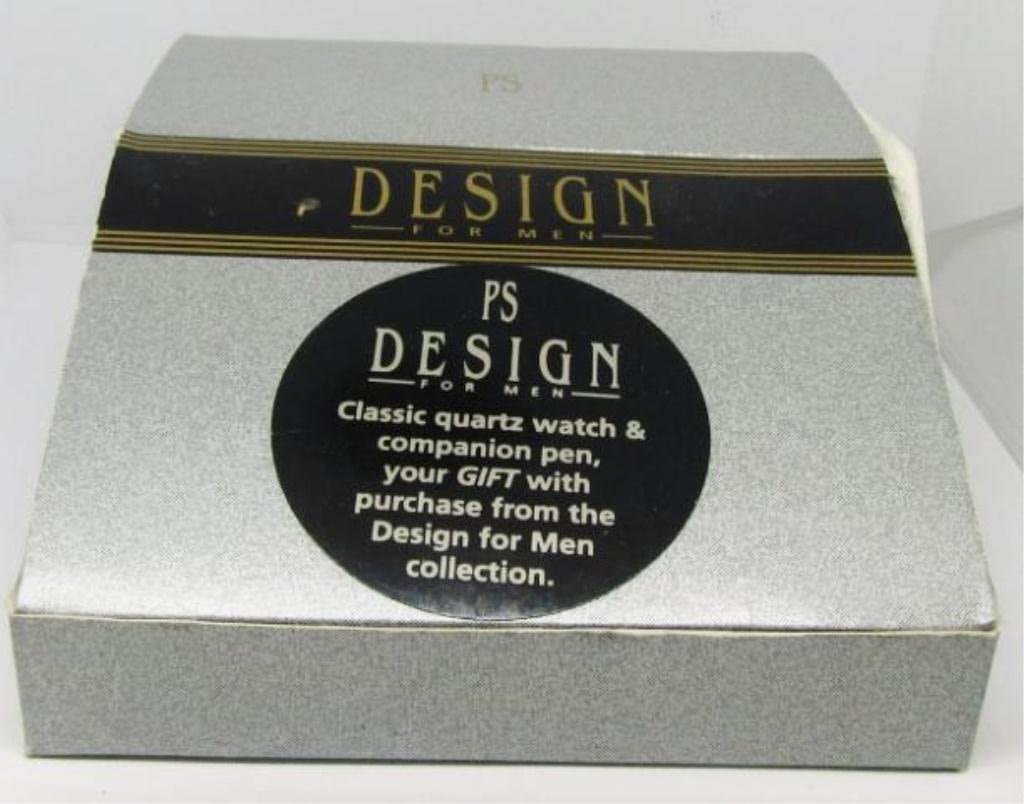 PS
DESIGN
FOR MEN
PS
DESIGN
FOR MEN
Classic quartz watch &
companion pen,
your GIFT with
purchase from the
Design for Men
collection.